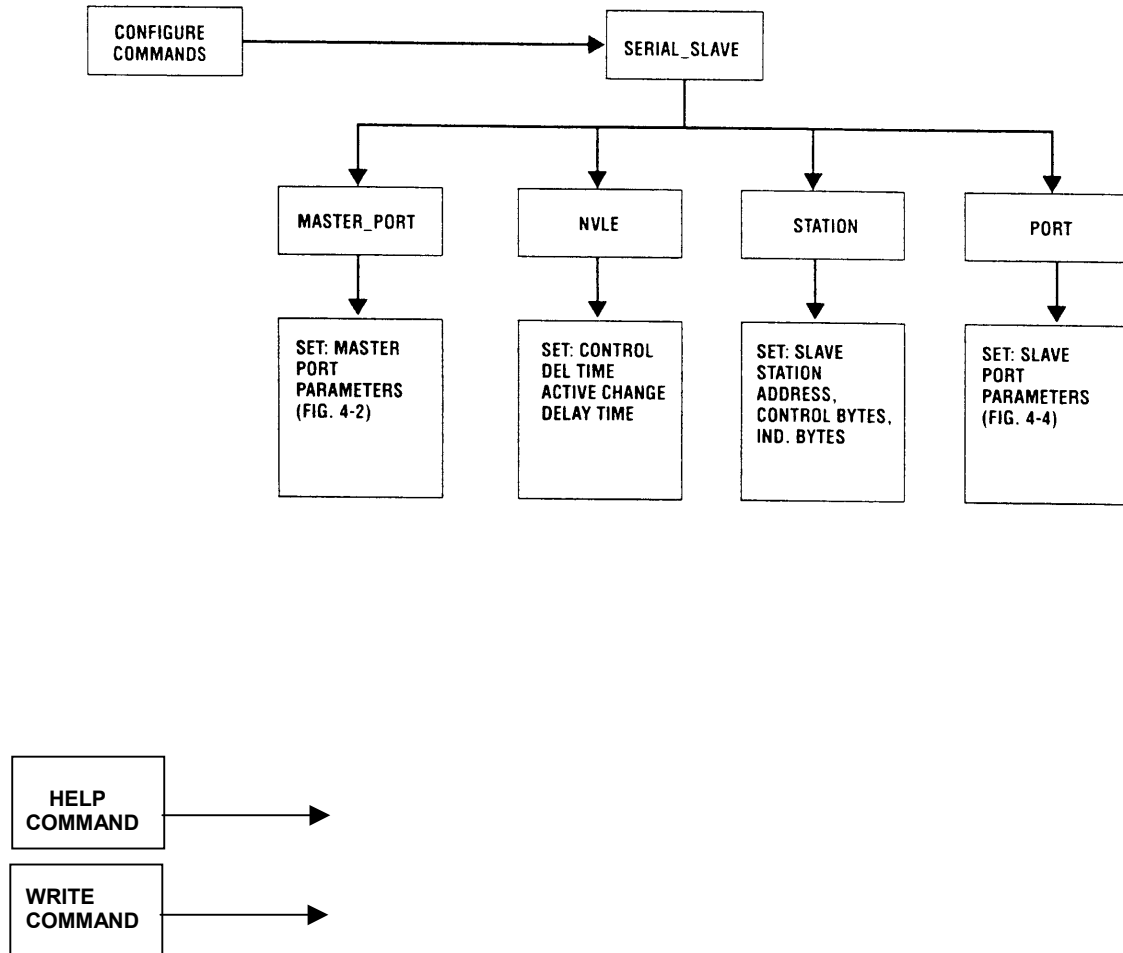 CONFIGURE
COMMANDS
SERIAL_SLAVE
MASTER_PORT
NVLE
STATION
PORT
SET: MASTER
PORT
PARAMETERS
(FIG. 4-2)
SET: CONTROL
DEL TIME
ACTIVE CHANGE
DELAY TIME
SET: SLAVE
STATION
ADDRESS,
CONTROL BYTES,
IND. BYTES
SET: SLAVE
PORT
PARAMETERS
(FIG. 4-4)
HELP
COMMAND
WRITE
COMMAND